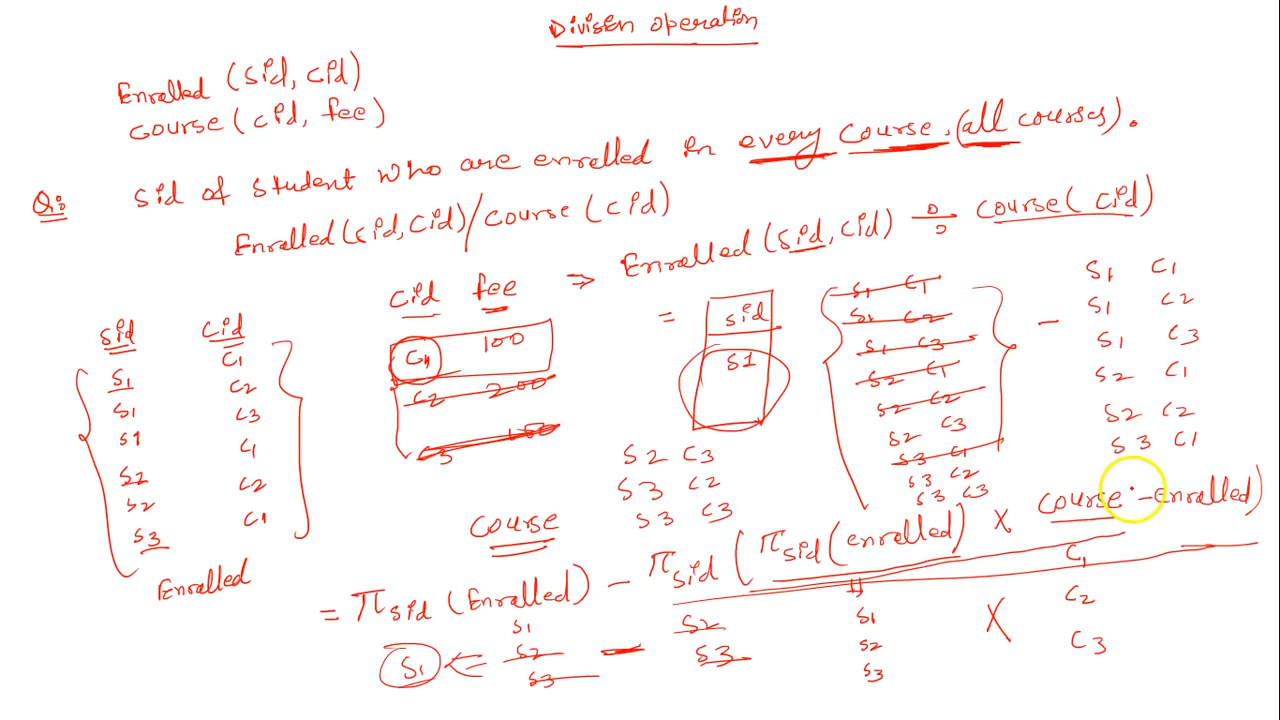 Division operation
Enrolled (sid, cid)
course (cid, fee)
Q: sid of student who are enrolled in every course. (all courses).
Enrolled (sid, cid) / course (cid)
⇒ Enrolled (sid, cid) ÷ course (cid)
sid cid
S1 C1
S1 C2
S1 C3
S2 C1
S2 C2
S3 C1
Enrolled
cid fee
C1 100
C2 200
C3
course
= sid
S1
S1 C1
S1 C2
S1 C3
S2 C1
S2 C2
S2 C3
S3 C1
S3 C2
S3 C3
-
S1 C1
S1 C2
S1 C3
S2 C1
S2 C2
S3 C1
S2 C3
S3 C2
S3 C3
= π sid (Enrolled) - π sid (π sid (enrolled) X course - enrolled)
S1 ⇐ S1 S2 S3 - S2 S3
S1
S2
S3
X
C1
C2
C3